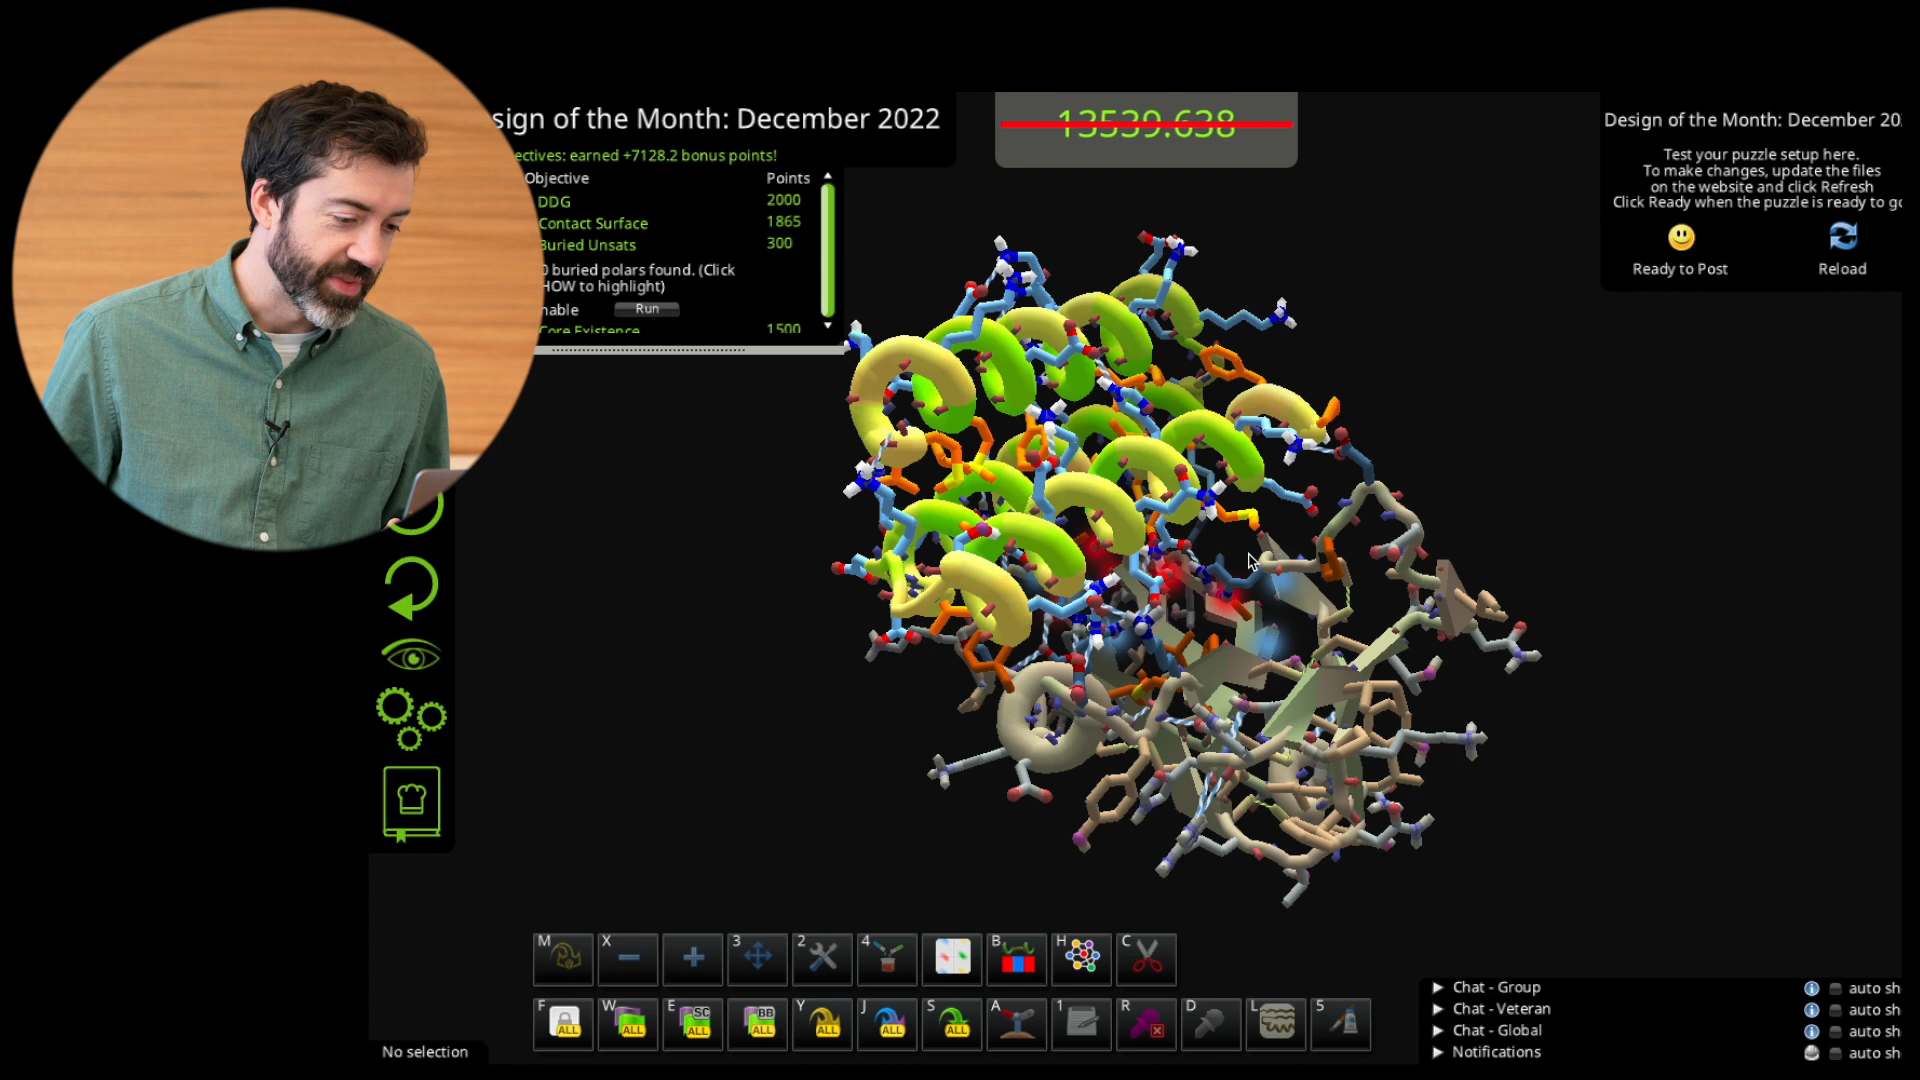 sign of the Month: December 2022
ectives: earned +7128.2 bonus points!
Objective Points
DDG 2000
Contact Surface 1865
Buried Unsats 300
0 buried polars found. (Click
HOW to highlight)
nable Run
Core Existence 1500
13539.638
Design of the Month: December 20
Test your puzzle setup here.
To make changes, update the files
on the website and click Refresh
Click Ready when the puzzle is ready to go
Ready to Post Reload
M X 3 2 4 B H C
F W E Y J S A 1 R D L 5
ALL ALL SC ALL BB ALL ALL ALL ALL
No selection
Chat - Group auto sh
Chat - Veteran auto sh
Chat - Global auto sh
Notifications auto sh